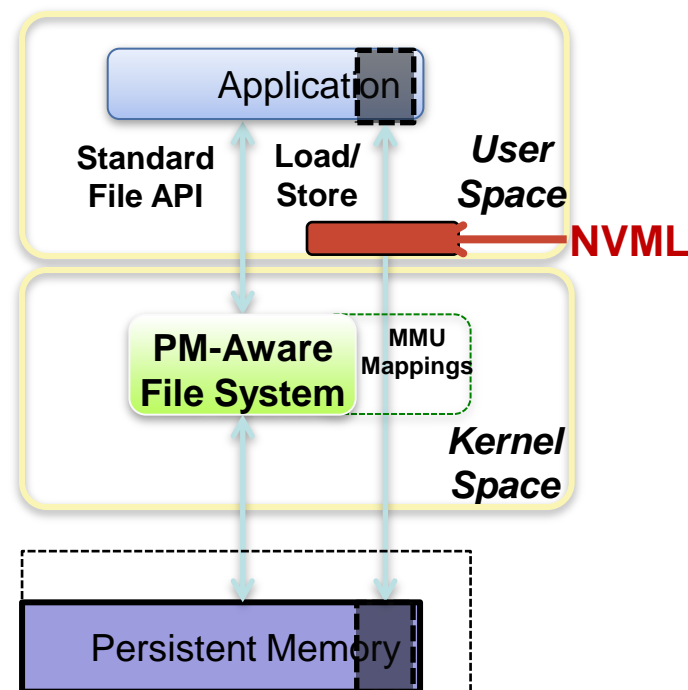 Application
Standard
File API
Load/
Store
User
Space
NVML
PM-Aware
File System
MMU
Mappings
Kernel
Space
Persistent Memory